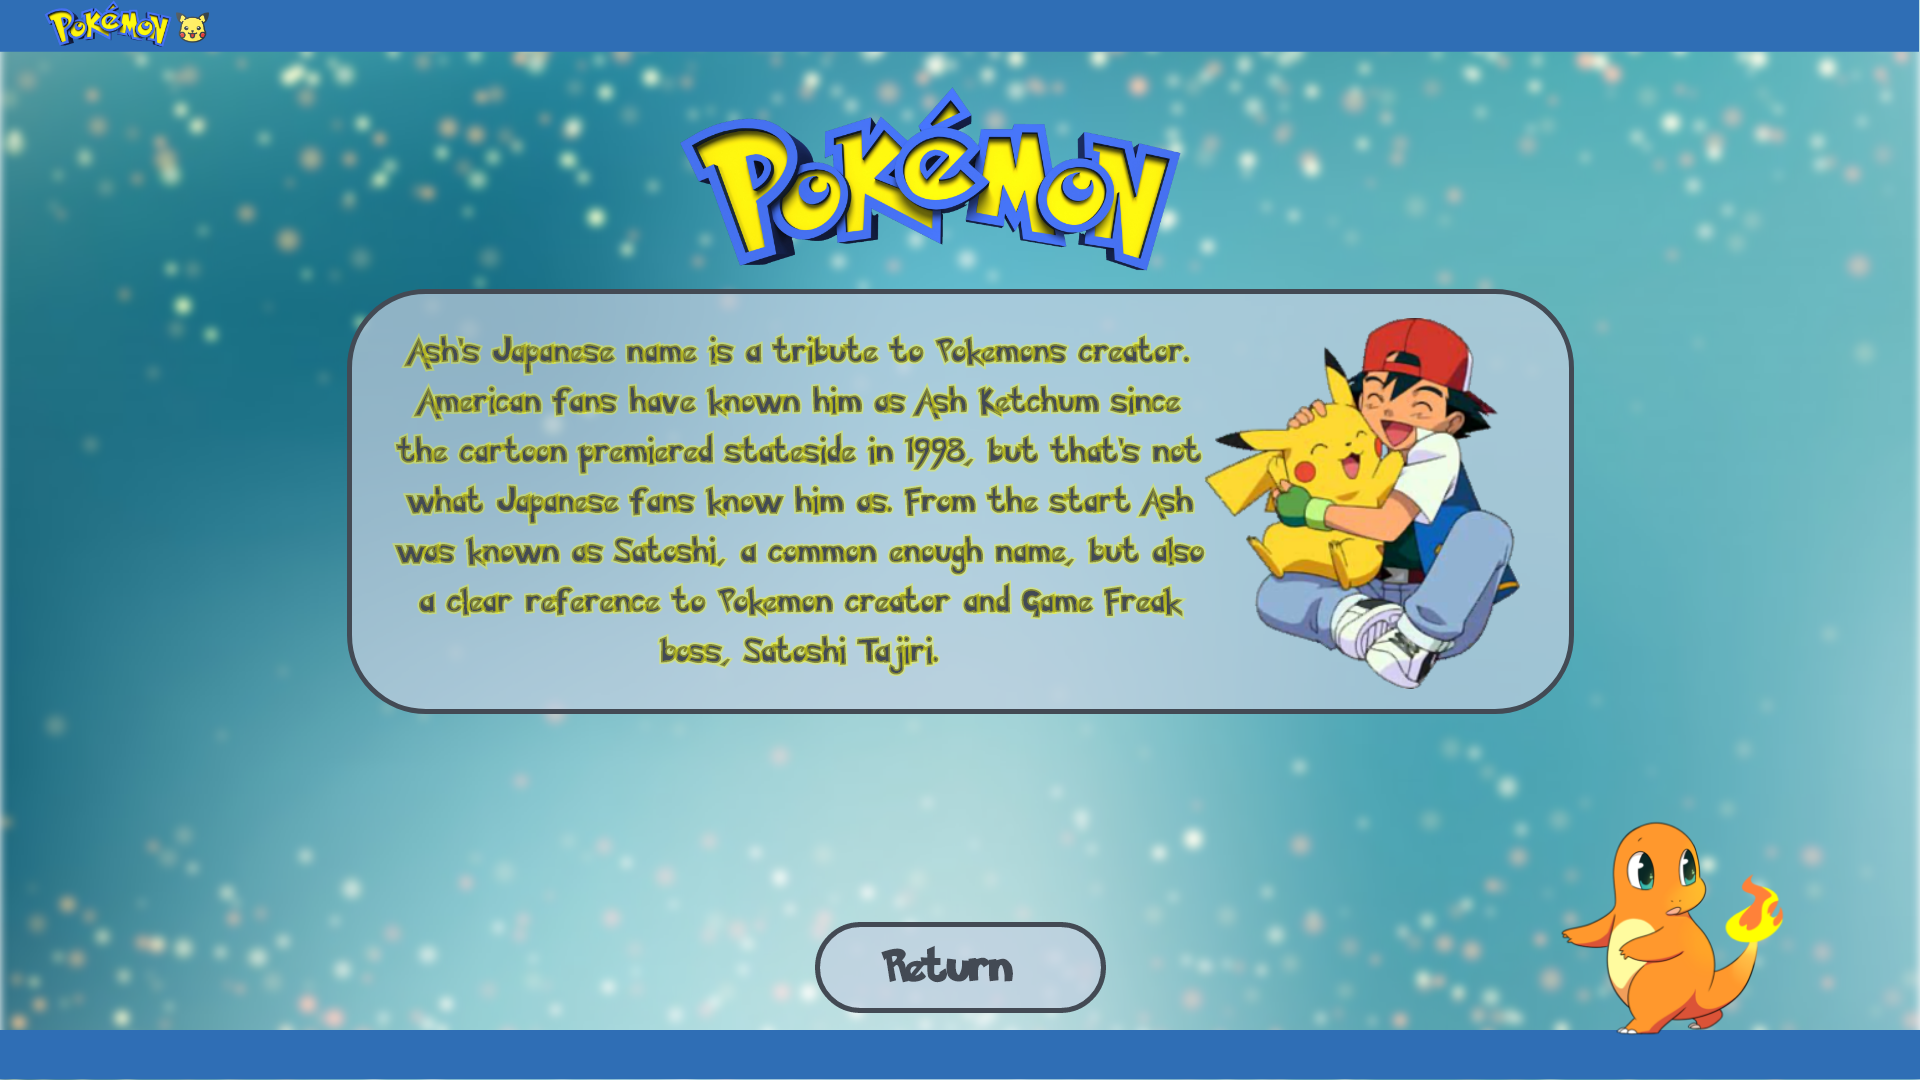 Pokémon
Pokémon
Ash's Japanese name is a tribute to Pokemons creator.
American fans have known him as Ash Ketchum since
the cartoon premiered stateside in 1998, but that's not
what Japanese fans know him as. From the start Ash
was known as Satoshi, a common enough name, but also
a clear reference to Pokemon creator and Game Freak
boss, Satoshi Tajiri.
Return